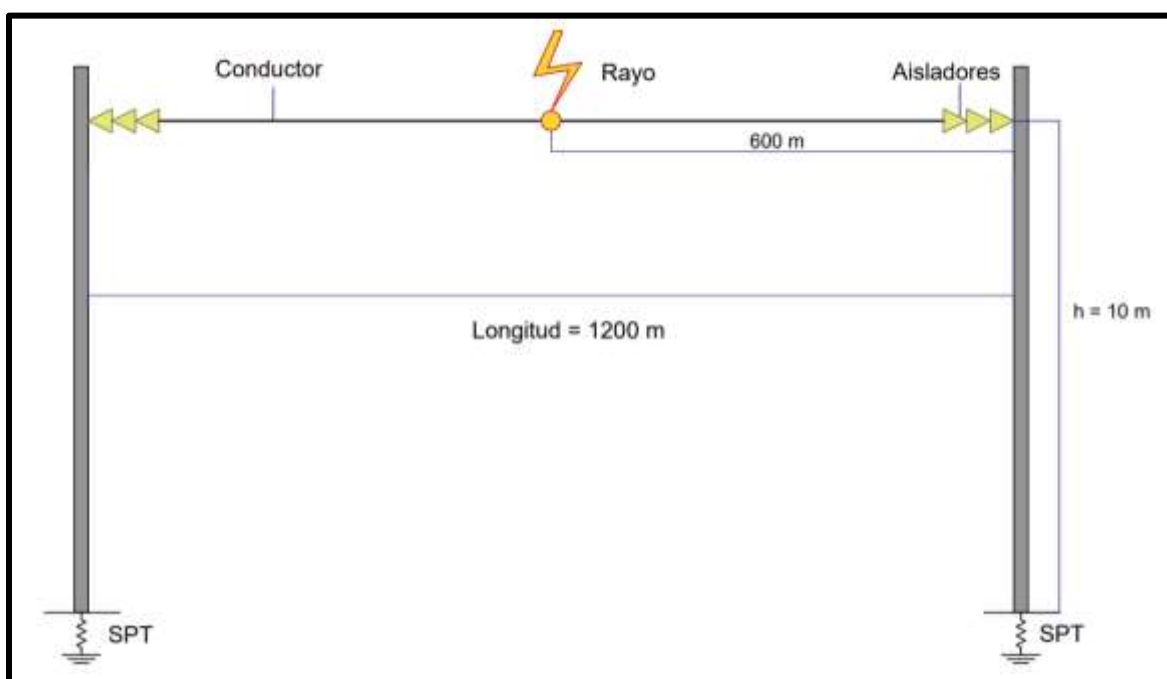 Conductor
Rayo
Aisladores
600 m
h = 10 m
Longitud = 1200 m
SPT
SPT